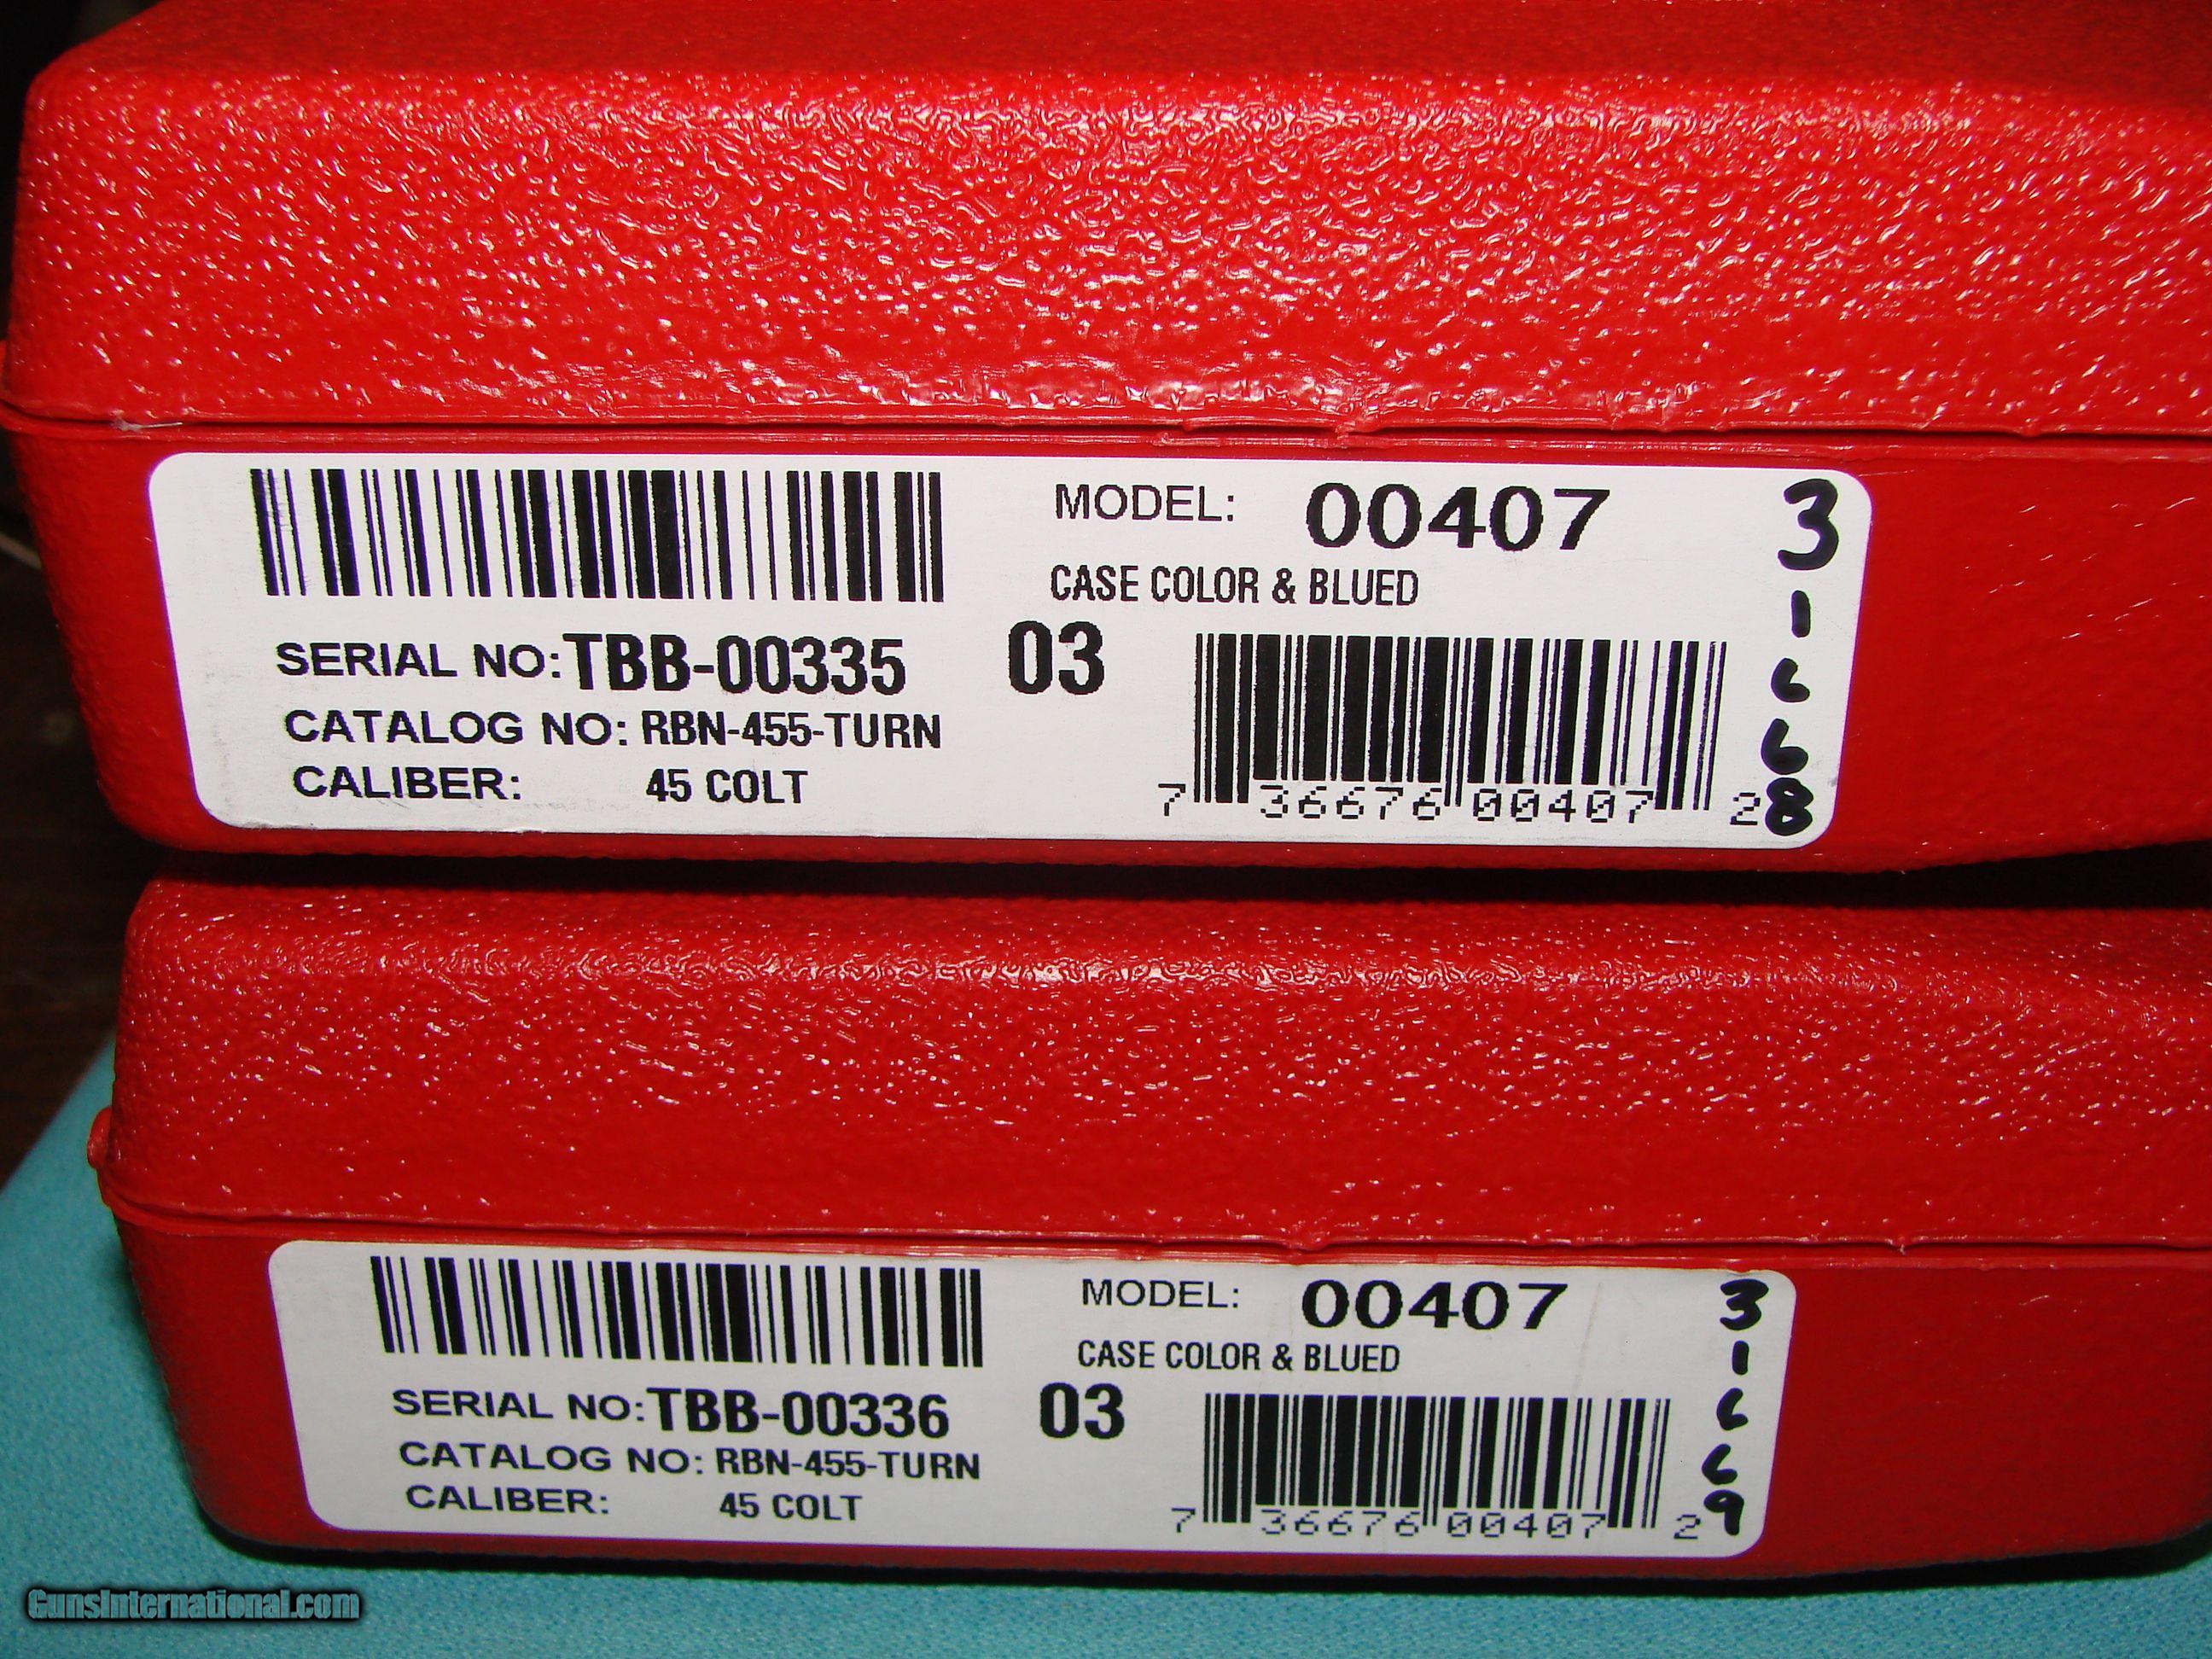 MODEL: 00407
CASE COLOR & BLUED
SERIAL NO: TBB-00335 03
CATALOG NO: RBN-455-TURN
CALIBER: 45 COLT
7 36676 00407 2
3
1
6
6
8
MODEL: 00407
CASE COLOR & BLUED
SERIAL NO: TBB-00336 03
CATALOG NO: RBN-455-TURN
CALIBER: 45 COLT
7 36676 00407 2
3
1
6
6
9
GunsInternational.com